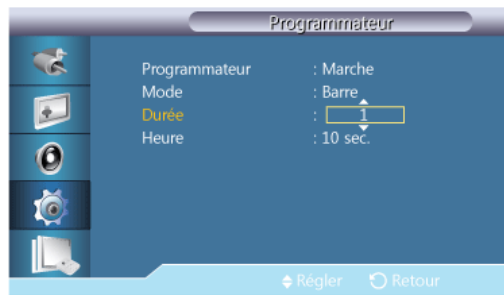 Programmateur
Programmateur : Marche
Mode : Barre
Durée : 1
Heure : 10 sec.
Régler Retour